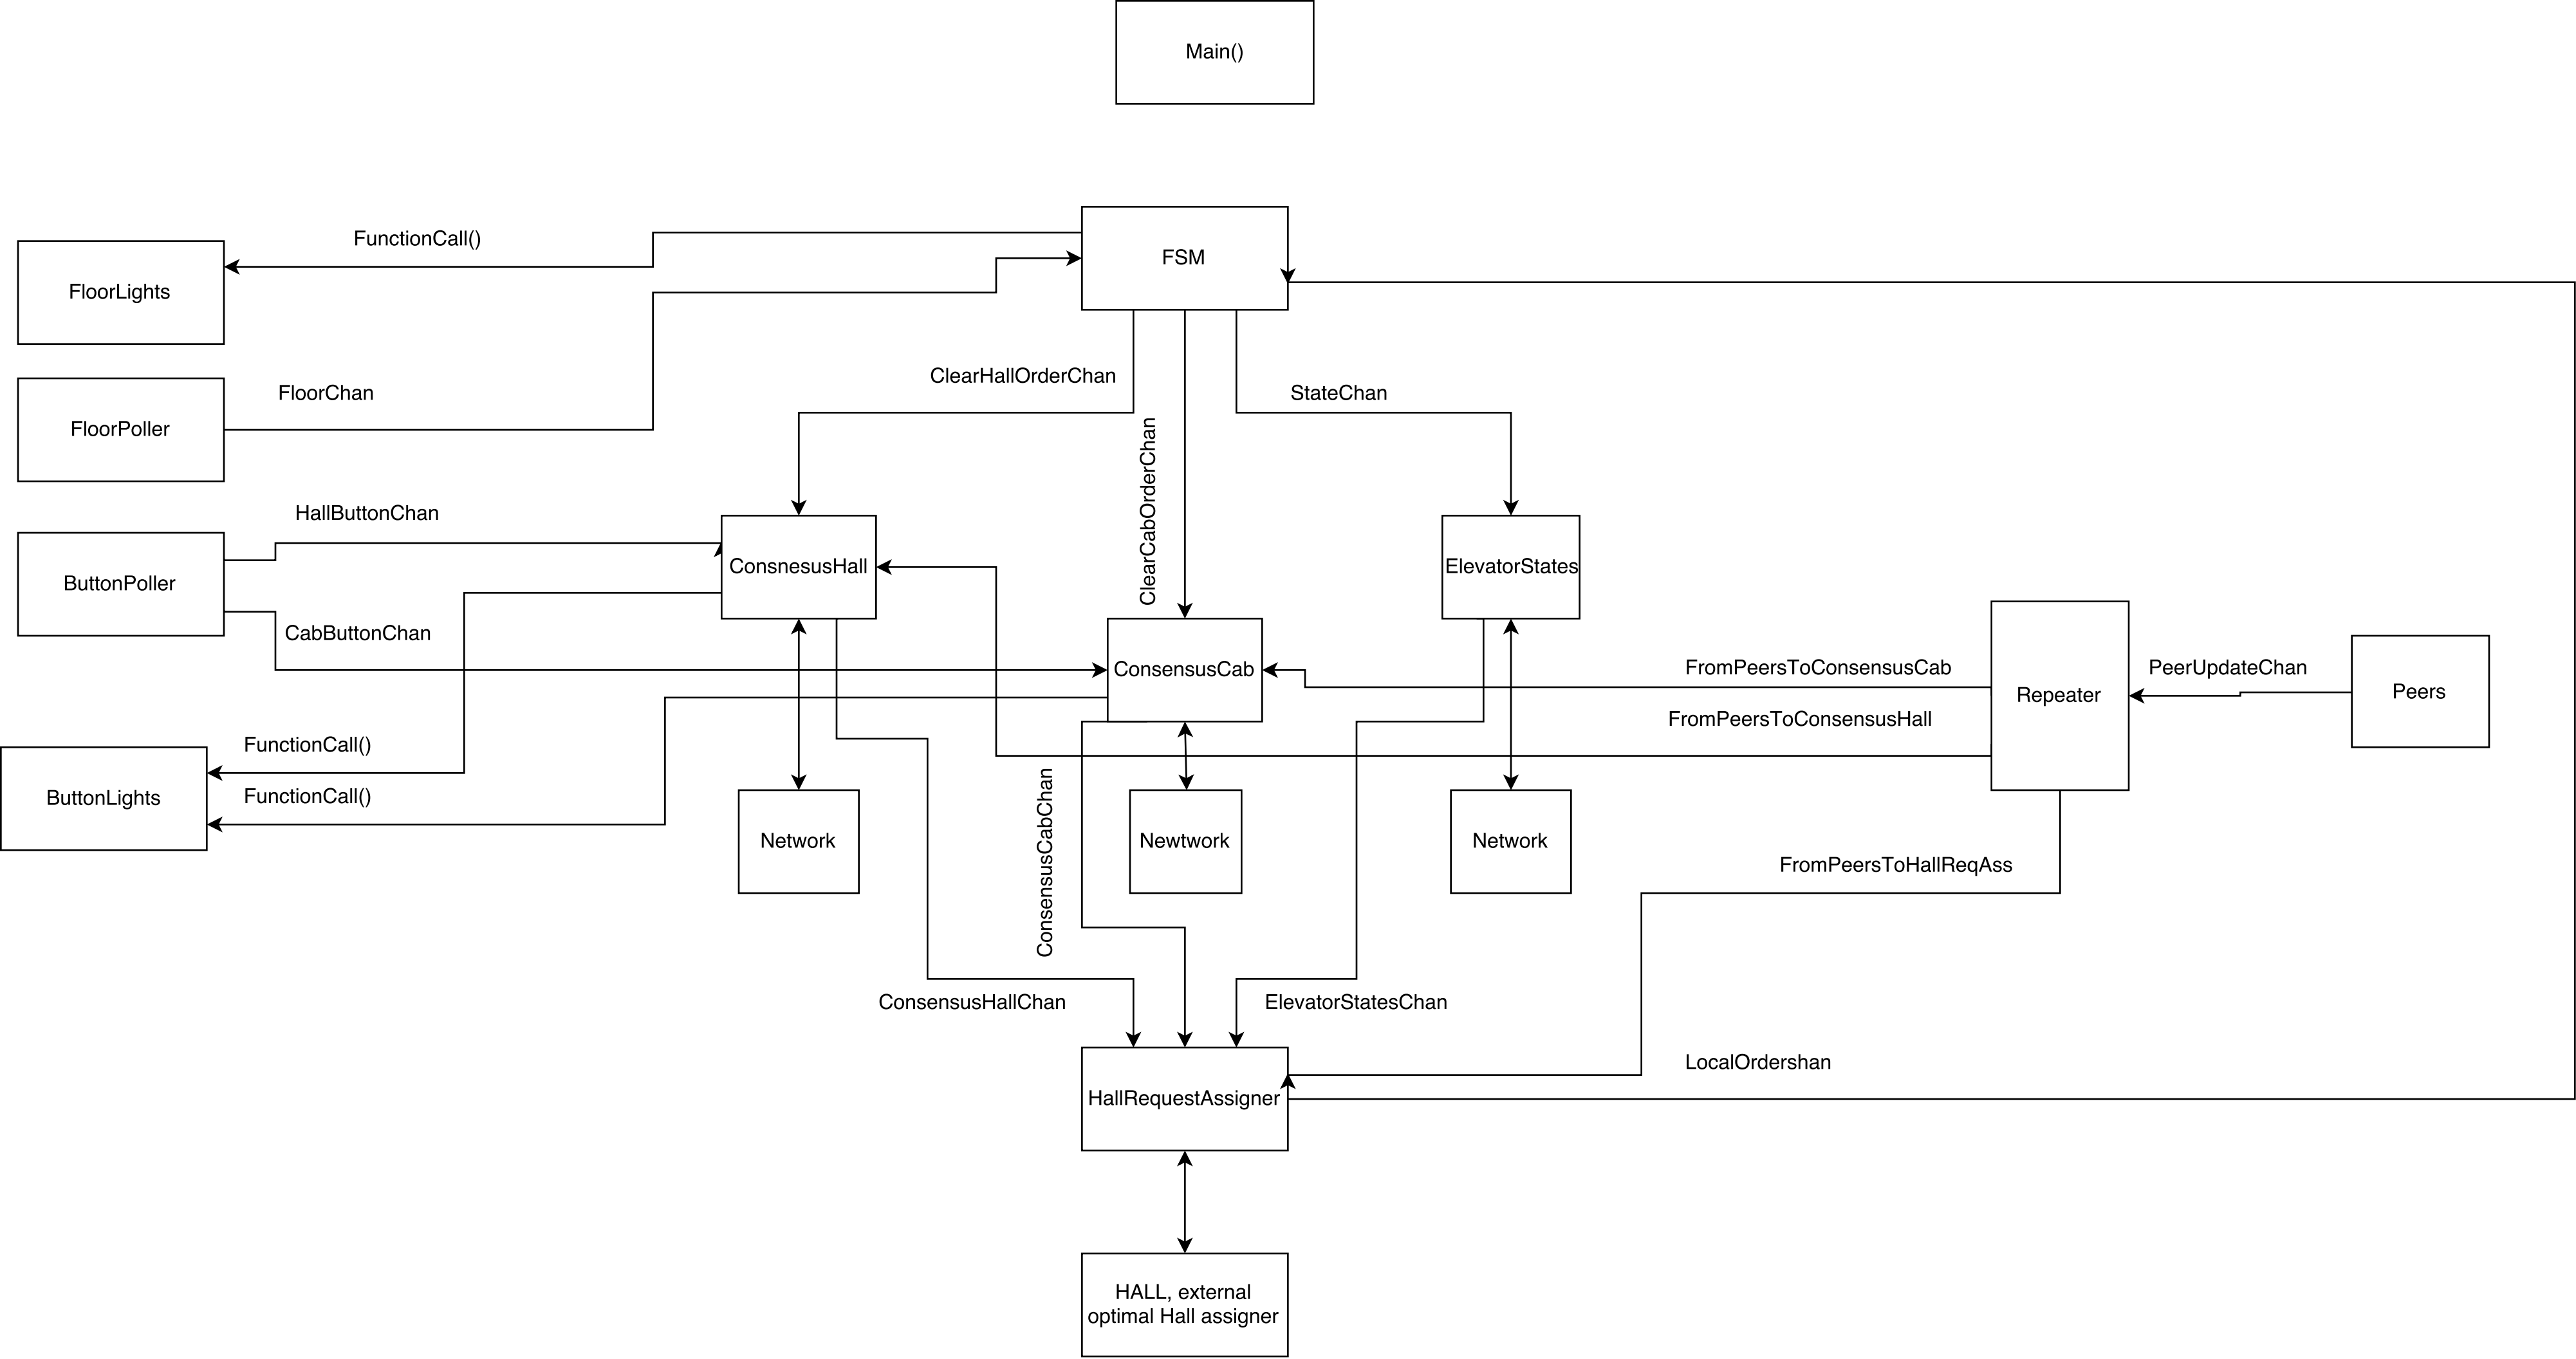 Main()
FunctionCall()
FSM
FloorLights
ClearHallOrderChan
FloorChan
StateChan
FloorPoller
ClearCabOrderChan
HallButtonChan
ConsnesusHall
ElevatorStates
ButtonPoller
CabButtonChan
ConsensusCab
FromPeersToConsensusCab
PeerUpdateChan
Repeater
Peers
FromPeersToConsensusHall
FunctionCall()
ButtonLights
FunctionCall()
Network
Newtwork
Network
ConsensusCabChan
FromPeersToHallReqAss
ConsensusHallChan
ElevatorStatesChan
LocalOrdershan
HallRequestAssigner
HALL, external
optimal Hall assigner